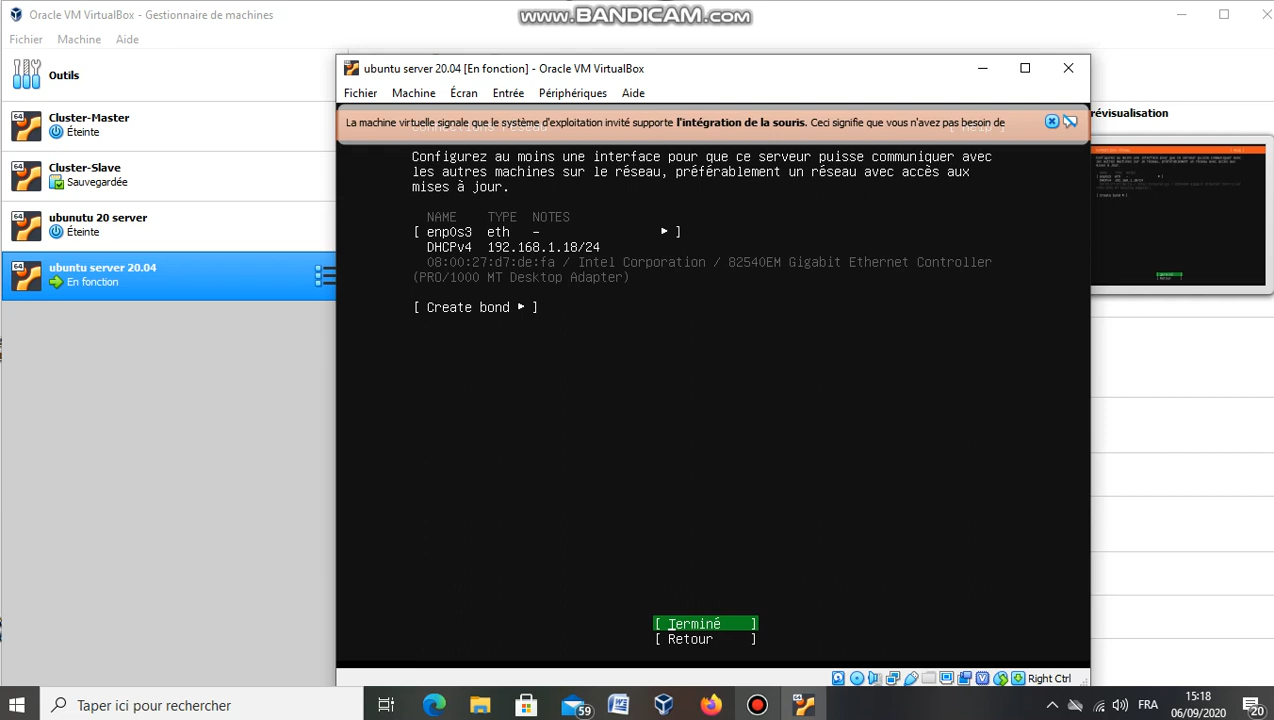 Oracle VM VirtualBox - Gestionnaire de machines
www.BANDICAM.com
Fichier Machine Aide
Outils
Cluster-Master
Éteinte
Cluster-Slave
Sauvegardée
ubunutu 20 server
Éteinte
ubuntu server 20.04
En fonction
ubuntu server 20.04 [En fonction] - Oracle VM VirtualBox
Fichier Machine Écran Entrée Périphériques Aide
La machine virtuelle signale que le système d'exploitation invité supporte l'intégration de la souris. Ceci signifie que vous n'avez pas besoin de
[ Help ]
Configurez au moins une interface pour que ce serveur puisse communiquer avec
les autres machines sur le réseau, préférablement un réseau avec accès aux
mises à jour.
NAME TYPE NOTES
[ enp0s3 eth – ▸ ]
DHCPv4 192.168.1.18/24
08:00:27:d7:de:fa / Intel Corporation / 82540EM Gigabit Ethernet Controller
(PRO/1000 MT Desktop Adapter)
[ Create bond ▸ ]
[ Terminé ]
[ Retour ]
Right Ctrl
révisualisation
Taper ici pour rechercher
59
FRA
15:18
06/09/2020
20